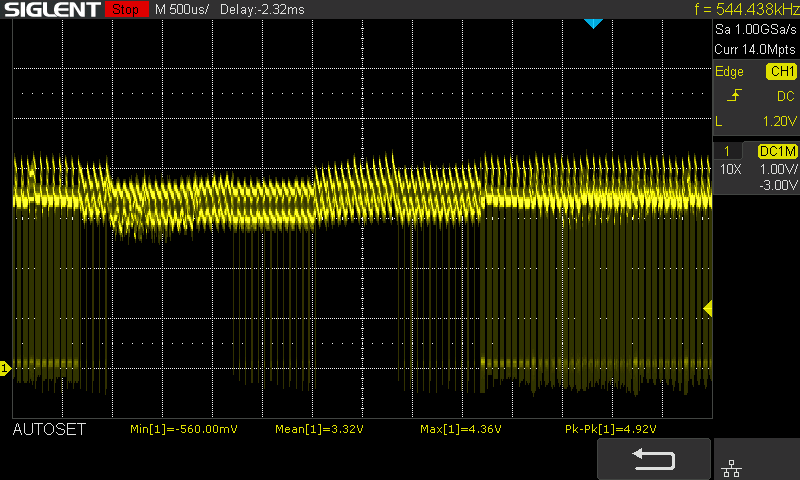 SIGLENT Stop M 500us/ Delay:-2.32ms f = 544.438kHz
Sa 1.00GSa/s
Curr 14.0Mpts
Edge CH1
DC
L 1.20V
1 DC1M
10X 1.00V/
-3.00V
1
AUTOSET Min[1]=-560.00mV Mean[1]=3.32V Max[1]=4.36V Pk-Pk[1]=4.92V